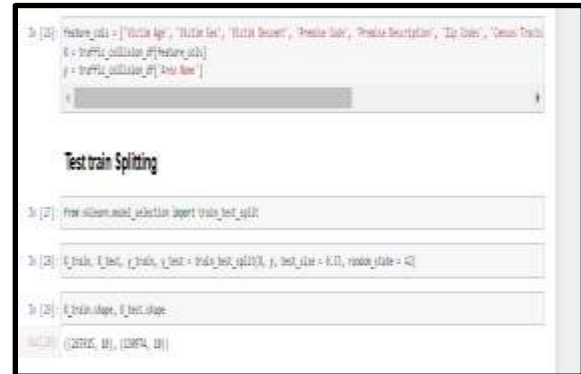 In [25]: feature_cols = ['Victim Age', 'Victim Sex', 'Victim Descent', 'Premise Code', 'Premise Description', 'Zip Codes', 'Census Tracts
X = traffic_collision_df[feature_cols]
y = traffic_collision_df['Area Name']
Test train Splitting
In [27]: from sklearn.model_selection import train_test_split
In [28]: X_train, X_test, y_train, y_test = train_test_split(X, y, test_size = 0.33, random_state = 42)
In [29]: X_train.shape, X_test.shape